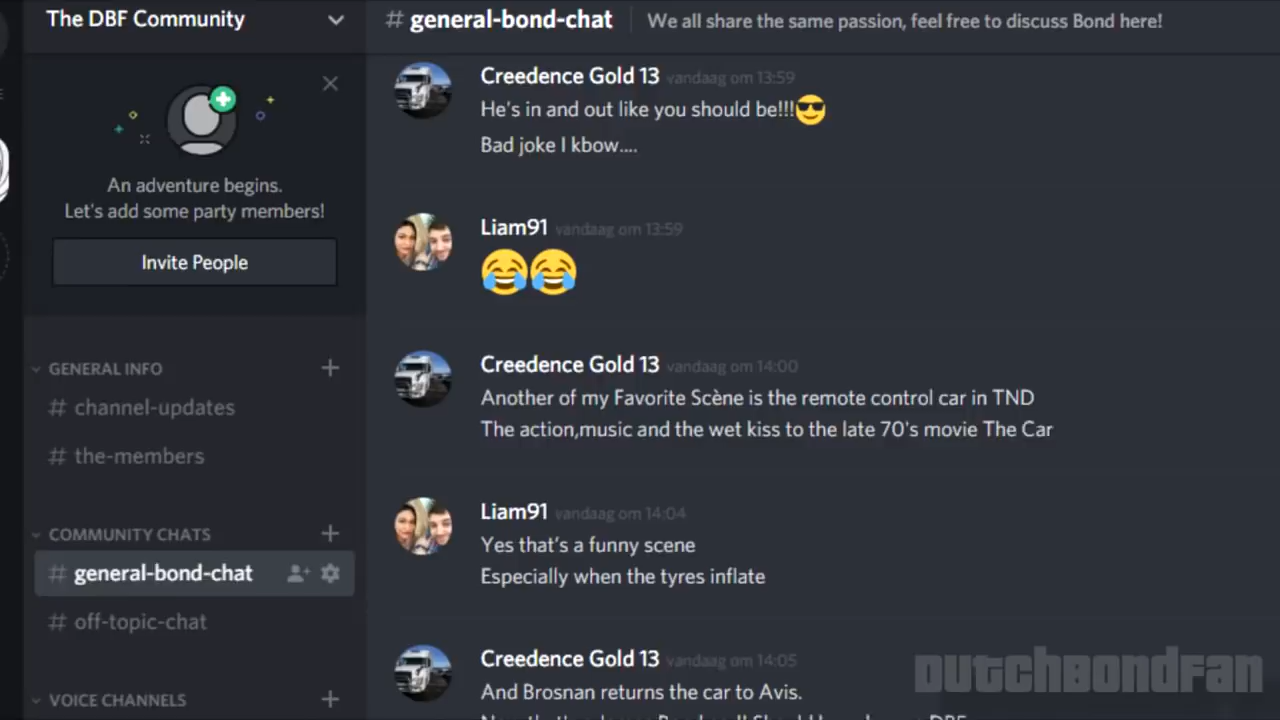 The DBF Community
# general-bond-chat
We all share the same passion, feel free to discuss Bond here!
An adventure begins.
Let's add some party members!
Invite People
GENERAL INFO
# channel-updates
# the-members
COMMUNITY CHATS
# general-bond-chat
# off-topic-chat
VOICE CHANNELS
Creedence Gold 13 vandaag om 13:59
He's in and out like you should be!!!😎
Bad joke I kbow....
Liam91 vandaag om 13:59
😂😂
Creedence Gold 13 vandaag om 14:00
Another of my Favorite Scène is the remote control car in TND
The action,music and the wet kiss to the late 70's movie The Car
Liam91 vandaag om 14:04
Yes that's a funny scene
Especially when the tyres inflate
Creedence Gold 13 vandaag om 14:05
And Brosnan returns the car to Avis.
DUTCHBONDFAN